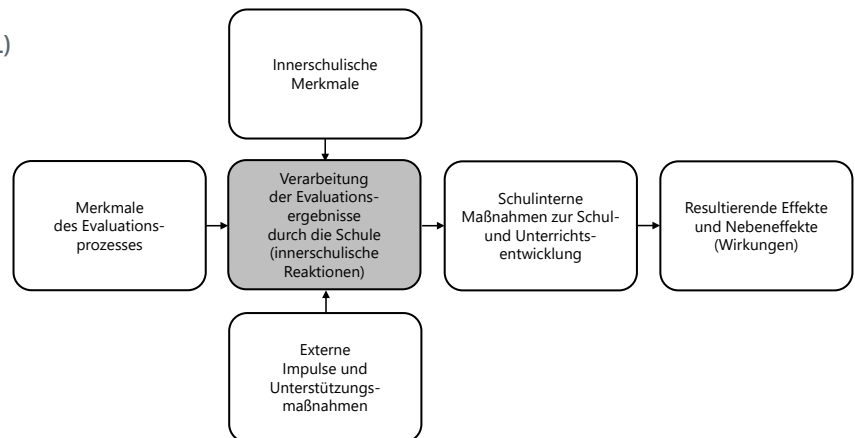 .)
Innerschulische
Merkmale
Merkmale
des Evaluations-
prozesses
Verarbeitung
der Evaluations-
ergebnisse
durch die Schule
(innerschulische
Reaktionen)
Schulinterne
Maßnahmen zur Schul-
und Unterrichts-
entwicklung
Resultierende Effekte
und Nebeneffekte
(Wirkungen)
Externe
Impulse und
Unterstützungs-
maßnahmen